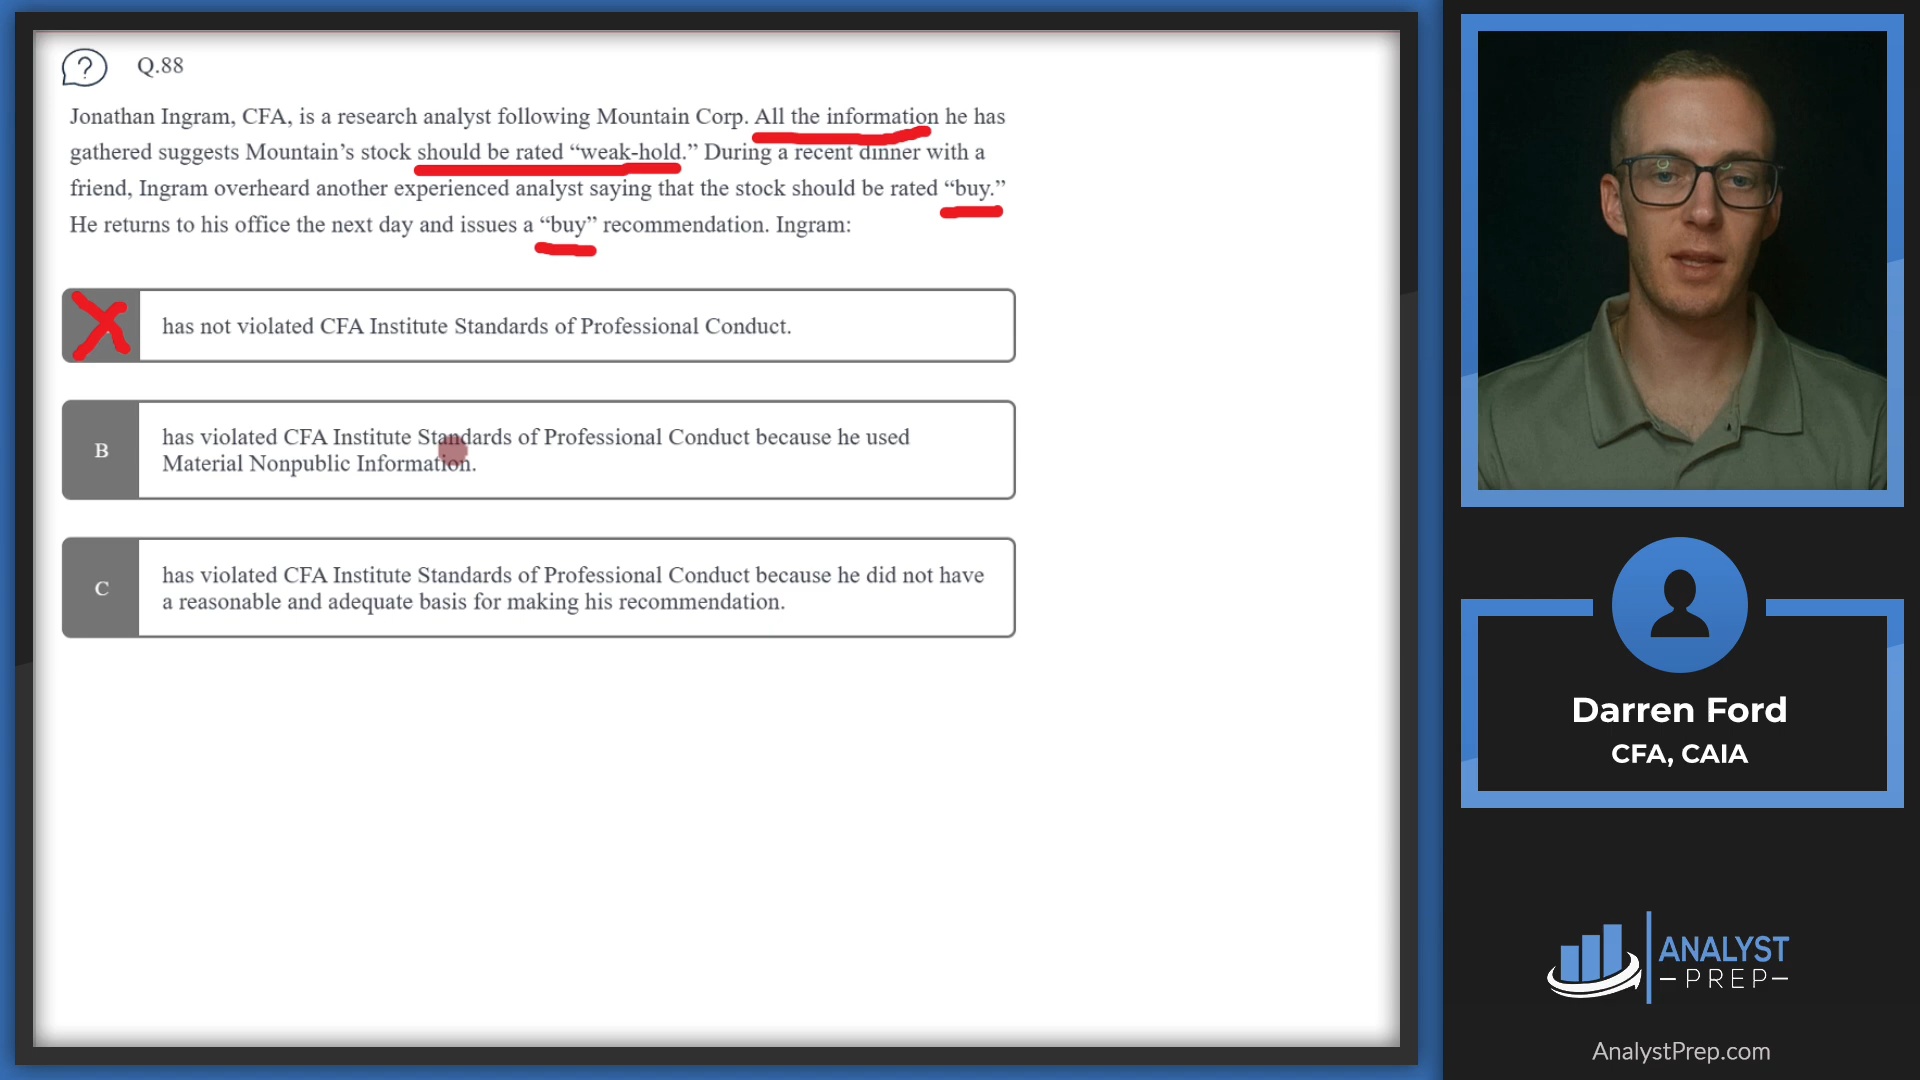 ?
Q.88
Jonathan Ingram, CFA, is a research analyst following Mountain Corp. All the information he has
gathered suggests Mountain’s stock should be rated “weak-hold.” During a recent dinner with a
friend, Ingram overheard another experienced analyst saying that the stock should be rated “buy.”
He returns to his office the next day and issues a “buy” recommendation. Ingram:
has not violated CFA Institute Standards of Professional Conduct.
B
has violated CFA Institute Standards of Professional Conduct because he used
Material Nonpublic Information.
C
has violated CFA Institute Standards of Professional Conduct because he did not have
a reasonable and adequate basis for making his recommendation.
Darren Ford
CFA, CAIA
ANALYST
PREP
AnalystPrep.com